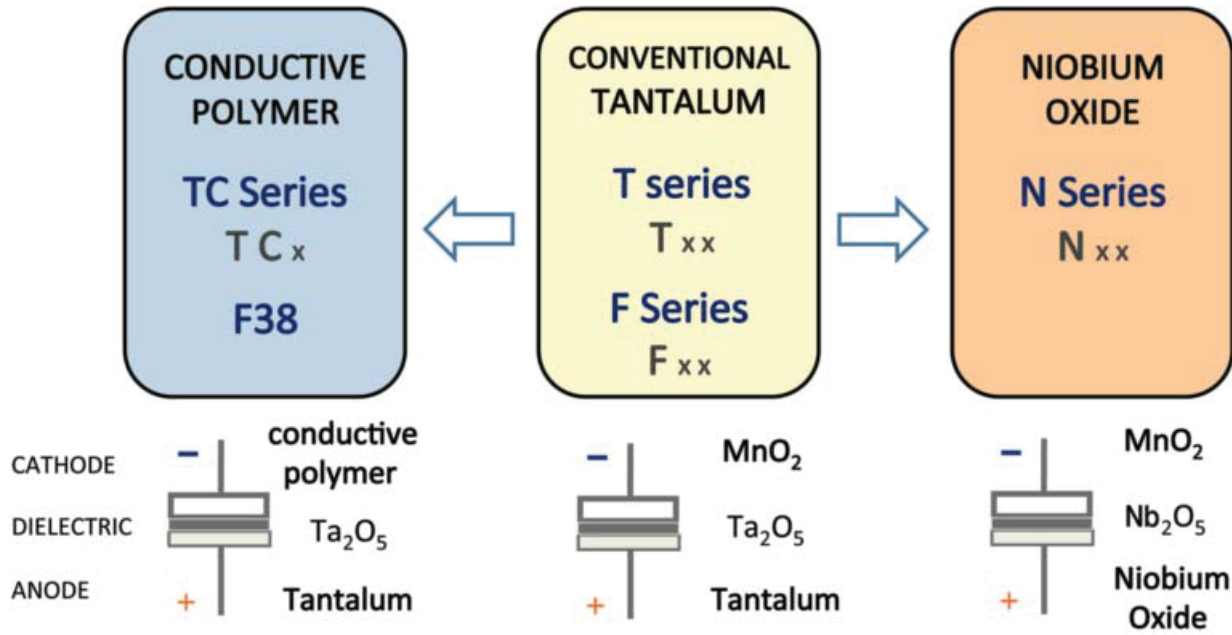 CONDUCTIVE
POLYMER
TC Series
T C x
F38
CONVENTIONAL
TANTALUM
T series
T x x
F Series
F x x
NIOBIUM
OXIDE
N Series
N x x
CATHODE
DIELECTRIC
ANODE
−
conductive
polymer
Ta₂O₅
+
Tantalum
−
MnO₂
Ta₂O₅
+
Tantalum
−
MnO₂
Nb₂O₅
+
Niobium
Oxide